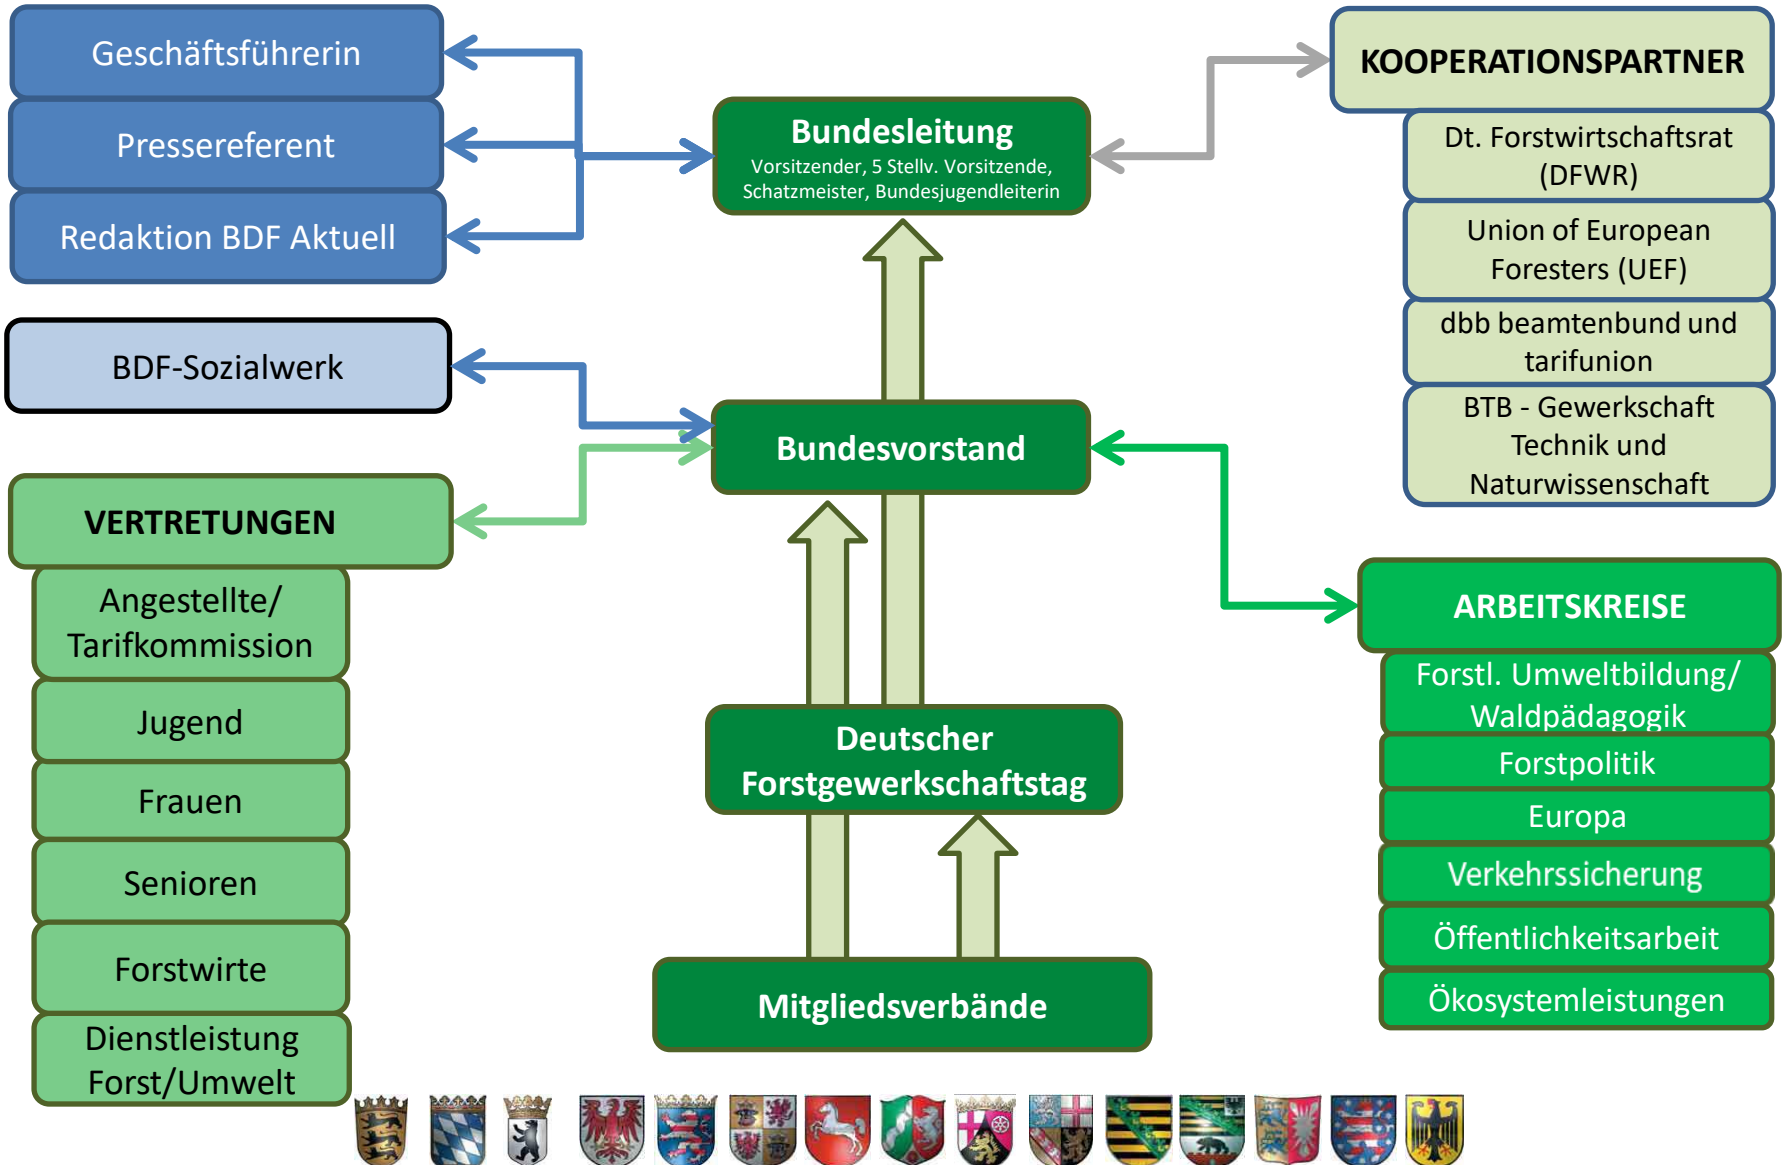 Geschäftsführerin
Pressereferent
Redaktion BDF Aktuell
BDF-Sozialwerk
VERTRETUNGEN
Angestellte/
Tarifkommission
Jugend
Frauen
Senioren
Forstwirte
Dienstleistung
Forst/Umwelt
Bundesleitung
Vorsitzender, 5 Stellv. Vorsitzende,
Schatzmeister, Bundesjugendleiterin
Bundesvorstand
Deutscher
Forstgewerkschaftstag
Mitgliedsverbände
KOOPERATIONSPARTNER
Dt. Forstwirtschaftsrat
(DFWR)
Union of European
Foresters (UEF)
dbb beamtenbund und
tarifunion
BTB - Gewerkschaft
Technik und
Naturwissenschaft
ARBEITSKREISE
Forstl. Umweltbildung/
Waldpädagogik
Forstpolitik
Europa
Verkehrssicherung
Öffentlichkeitsarbeit
Ökosystemleistungen